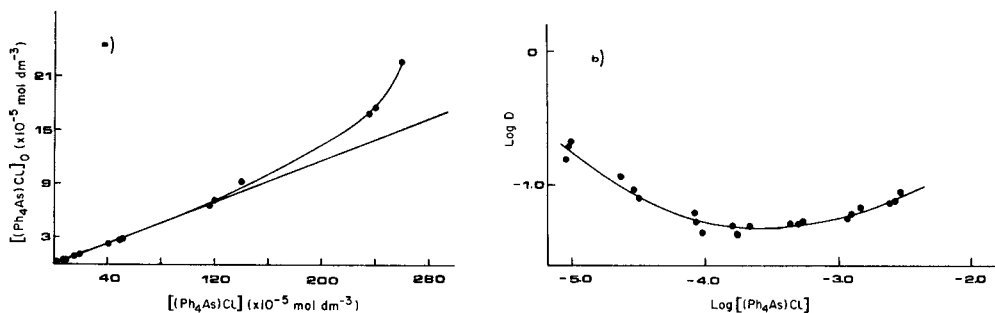 a)
[(Ph₄As)Cl]₀ (x10⁻⁵ mol dm⁻³)
21
15
9
3
40
120
200
280
[(Ph₄As)Cl] (x10⁻⁵ mol dm⁻³)
b)
Log D
0
-1.0
-5.0
-4.0
-3.0
-2.0
Log[(Ph₄As)Cl]